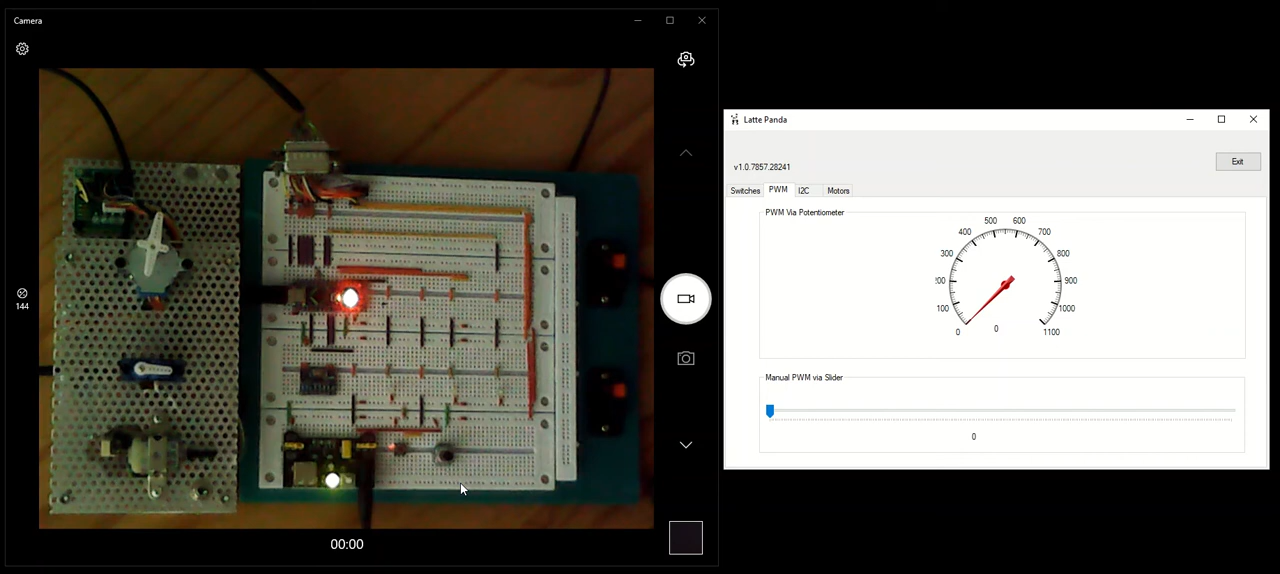 Camera
144
00:00
Latte Panda
v1.0.7857.28241
Exit
Switches PWM I2C Motors
PWM Via Potentiometer
0 100 200 300 400 500 600 700 800 900 1000 1100
0
Manual PWM via Slider
0